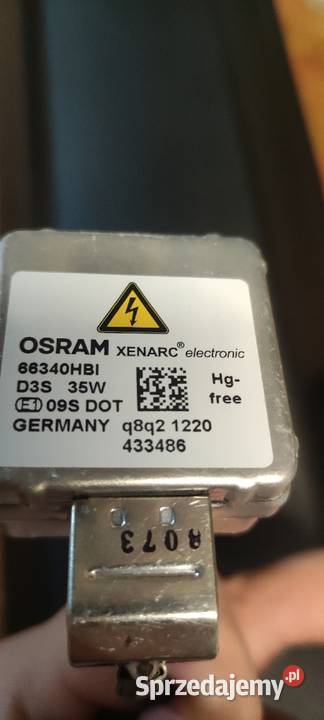 OSRAM XENARC® electronic
66340HBI
D3S 35W
Hg-free
E1 09S DOT
GERMANY q8q2 1220
433486
A073
Sprzedajemy.pl